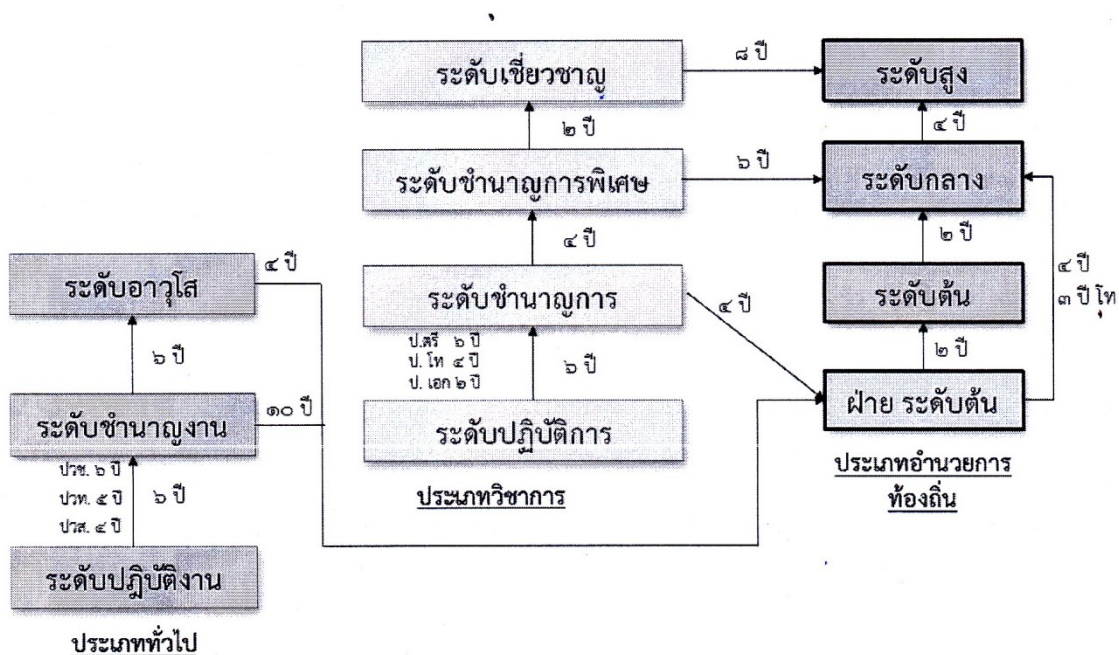 ระดับเชี่ยวชาญ
๘ ปี
ระดับสูง
๒ ปี
๔ ปี
ระดับชำนาญการพิเศษ
๖ ปี
ระดับกลาง
๔ ปี
๒ ปี
ระดับอาวุโส
๔ ปี
ระดับชำนาญการ
๔ ปี
ระดับต้น
๔ ปี
๓ ปี โท
๖ ปี
ป.ตรี ๖ ปี
ป. โท ๔ ปี
ป. เอก ๒ ปี
๖ ปี
๒ ปี
ระดับชำนาญงาน
๑๐ ปี
ระดับปฏิบัติการ
ฝ่าย ระดับต้น
ปวช. ๖ ปี
ปวท. ๕ ปี
ปวส. ๔ ปี
๖ ปี
ประเภทวิชาการ
ประเภทอำนวยการ
ท้องถิ่น
ระดับปฏิบัติงาน
ประเภททั่วไป